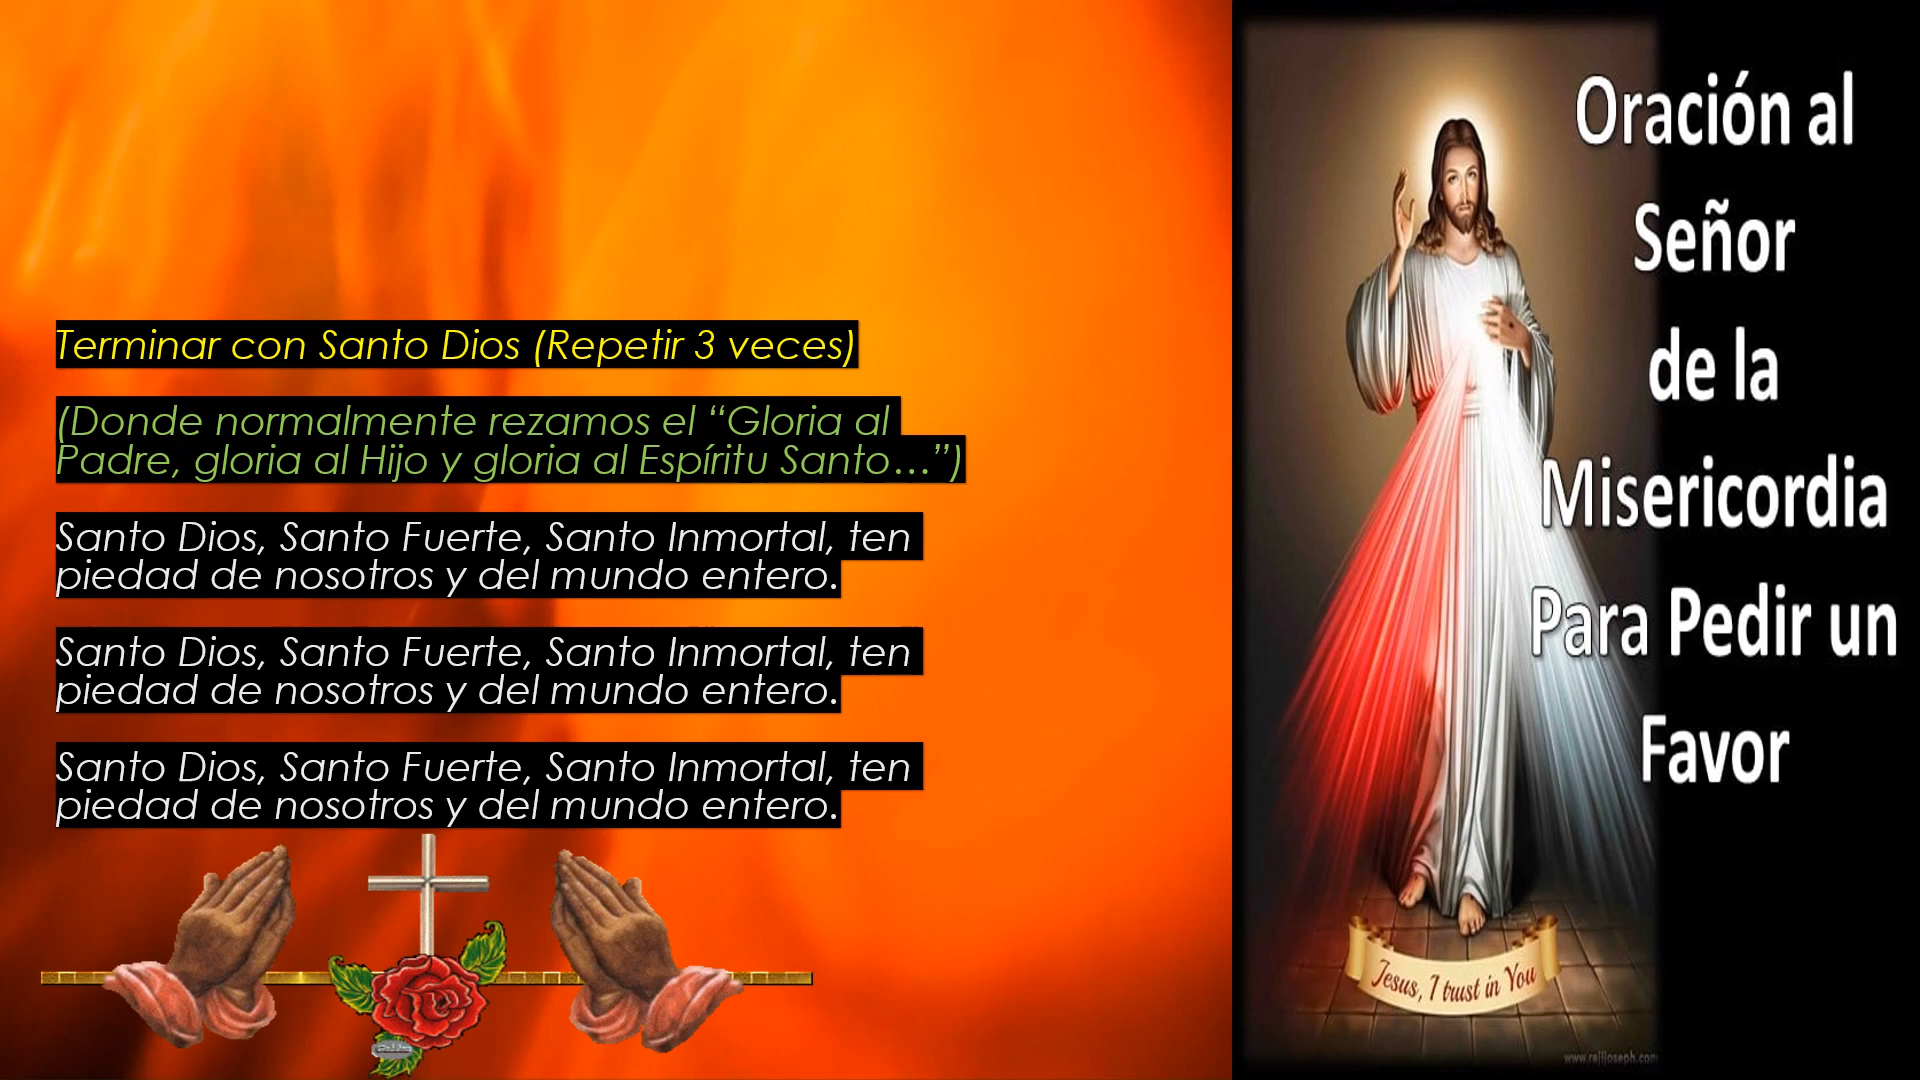 Terminar con Santo Dios (Repetir 3 veces)
(Donde normalmente rezamos el “Gloria al
Padre, gloria al Hijo y gloria al Espíritu Santo…”)
Santo Dios, Santo Fuerte, Santo Inmortal, ten
piedad de nosotros y del mundo entero.
Santo Dios, Santo Fuerte, Santo Inmortal, ten
piedad de nosotros y del mundo entero.
Santo Dios, Santo Fuerte, Santo Inmortal, ten
piedad de nosotros y del mundo entero.
Oración al
Señor
de la
Misericordia
Para Pedir un
Favor
Jesus, I trust in You
www.rejijoseph.com